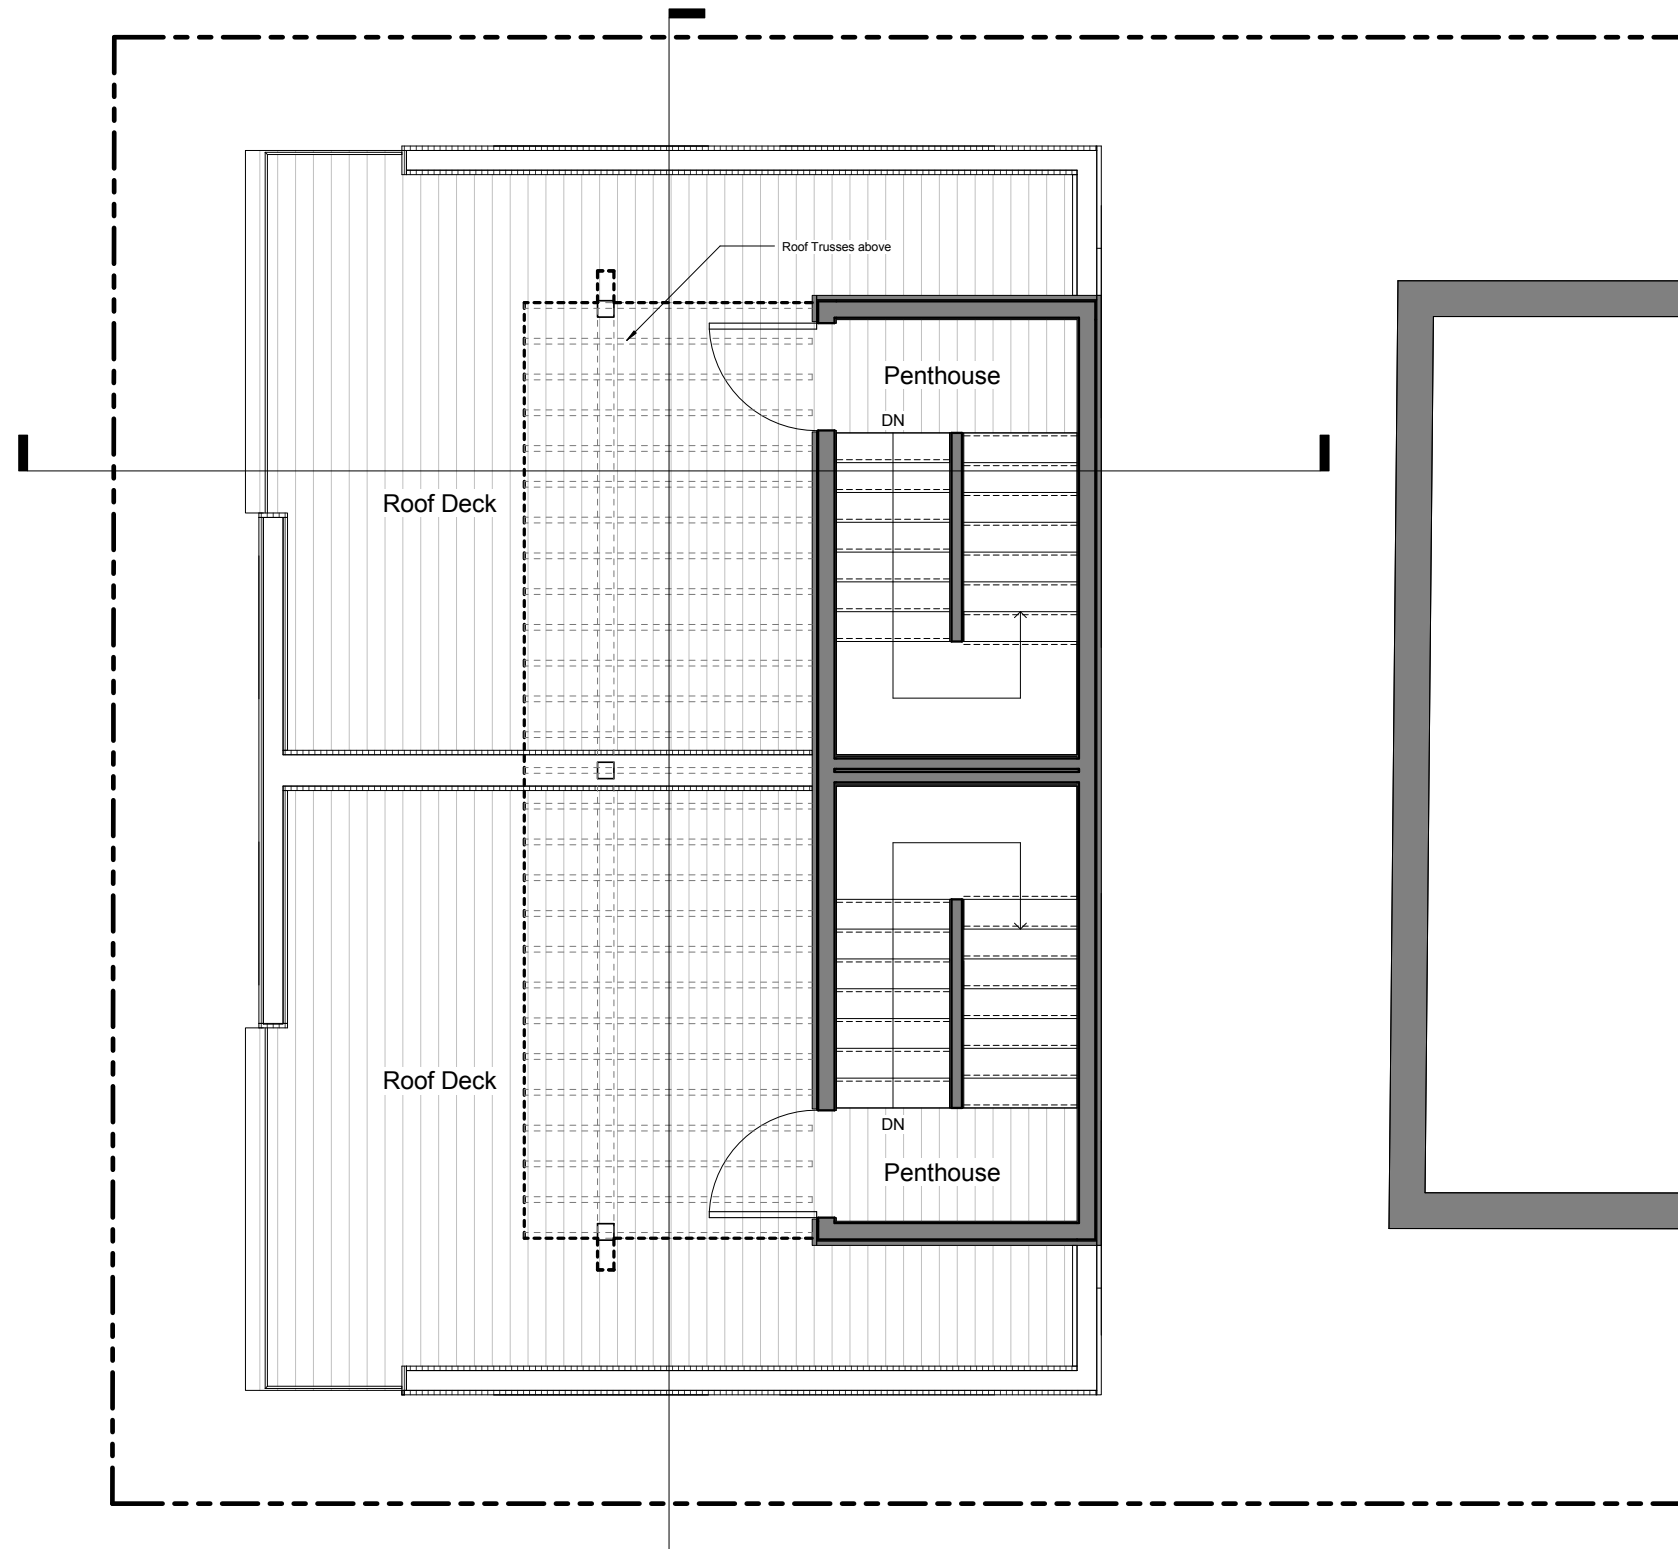 Roof Trusses above
Penthouse
DN
Roof Deck
Roof Deck
DN
Penthouse